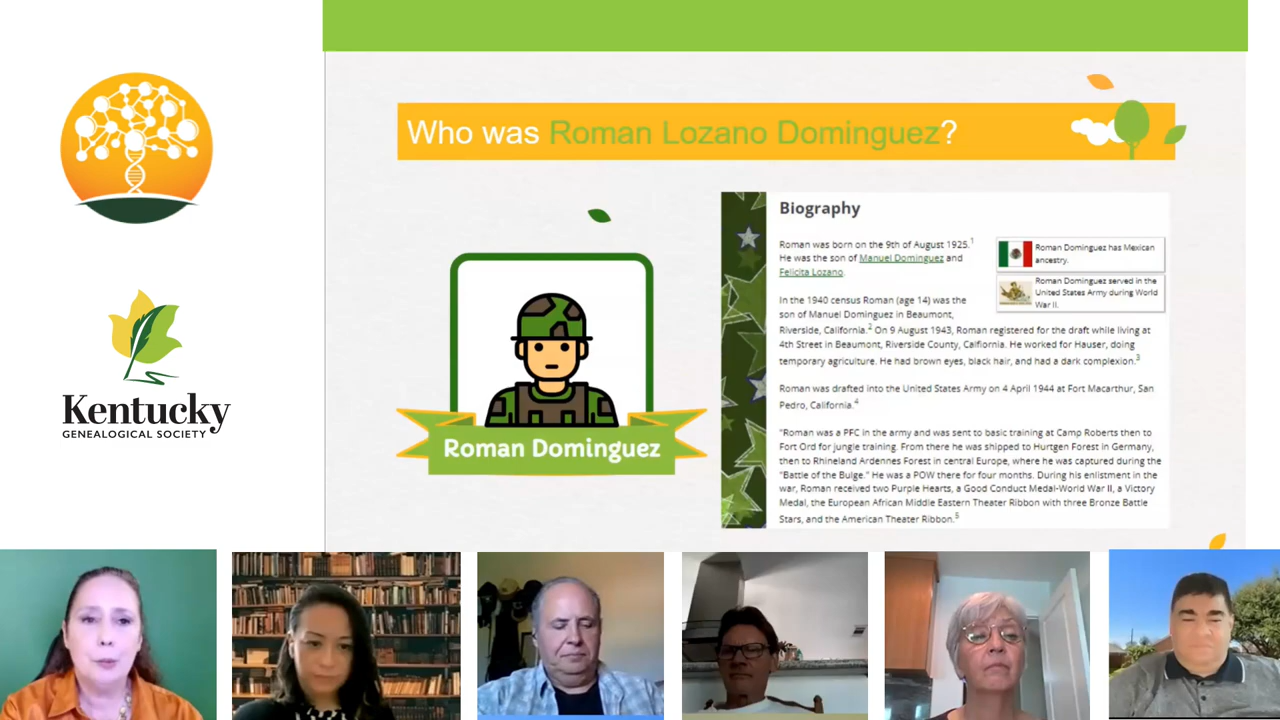 Who was Roman Lozano Dominguez?
Kentucky
GENEALOGICAL SOCIETY
Roman Dominguez
Biography
Roman was born on the 9th of August 1925.1
He was the son of Manuel Dominguez and
Felicita Lozano.
Roman Dominguez has Mexican
ancestry.
Roman Dominguez served in the
United States Army during World
War II.
In the 1940 census Roman (age 14) was the
son of Manuel Dominguez in Beaumont,
Riverside, California.2 On 9 August 1943, Roman registered for the draft while living at
4th Street in Beaumont, Riverside County, California. He worked for Hauser, doing
temporary agriculture. He had brown eyes, black hair, and had a dark complexion.3
Roman was drafted into the United States Army on 4 April 1944 at Fort Macarthur, San
Pedro, California.4
"Roman was a PFC in the army and was sent to basic training at Camp Roberts then to
Fort Ord for jungle training. From there he was shipped to Hurtgen Forest in Germany,
then to Rhineland Ardennes Forest in central Europe, where he was captured during the
"Battle of the Bulge." He was a POW there for four months. During his enlistment in the
war, Roman received two Purple Hearts, a Good Conduct Medal-World War II, a Victory
Medal, the European African Middle Eastern Theater Ribbon with three Bronze Battle
Stars, and the American Theater Ribbon.5